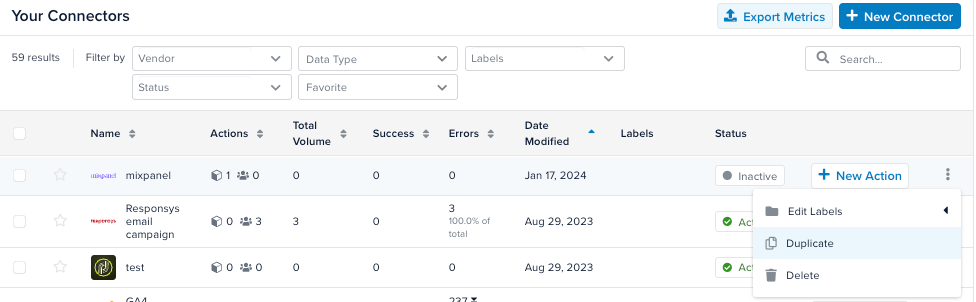 Your Connectors
Export Metrics
New Connector
59 results
Filter by
Vendor
Data Type
Labels
Search...
Status
Favorite
Name
Actions
Total
Volume
Success
Errors
Date
Modified
Labels
Status
mixpanel
mixpanel
1
0
0
0
0
Jan 17, 2024
Inactive
New Action
Responsys
email
campaign
0
3
3
0
3
100.0% of
total
Aug 29, 2023
Act
Edit Labels
Duplicate
test
0
0
0
0
0
Aug 29, 2023
Act
Delete
GA4
237